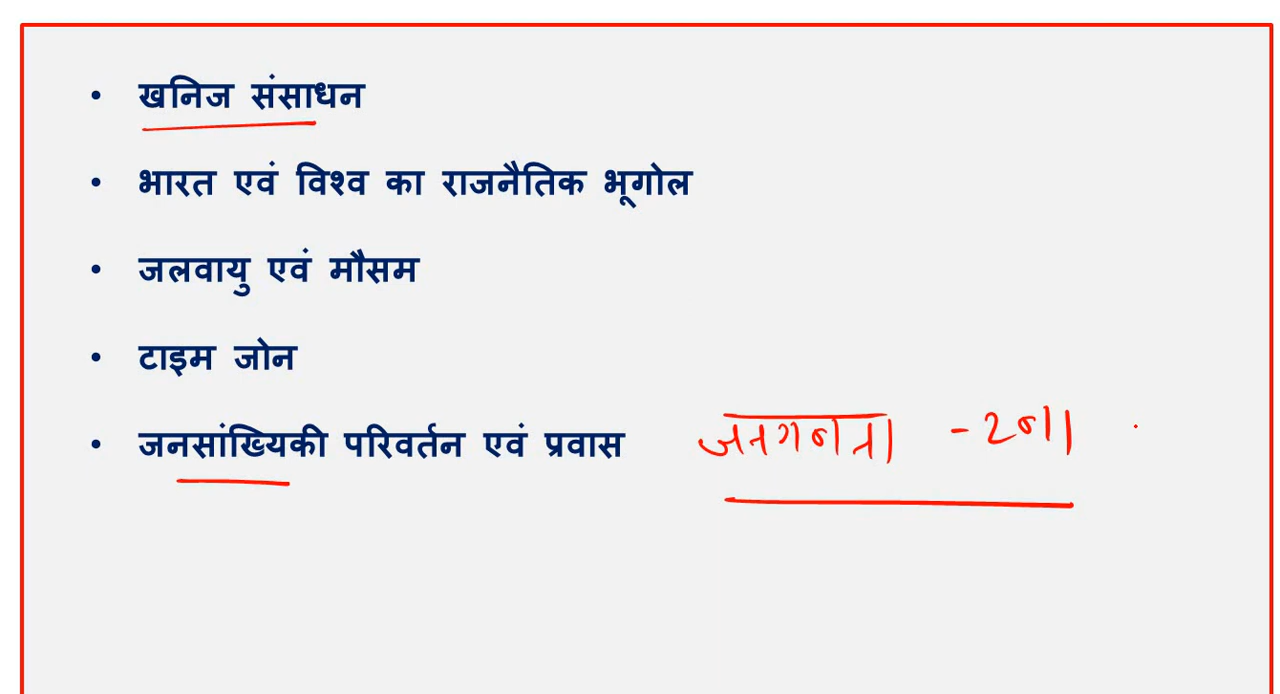 • खनिज संसाधन
• भारत एवं विश्व का राजनैतिक भूगोल
• जलवायु एवं मौसम
• टाइम जोन
• जनसांख्यिकी परिवर्तन एवं प्रवास जनगणना - 2011